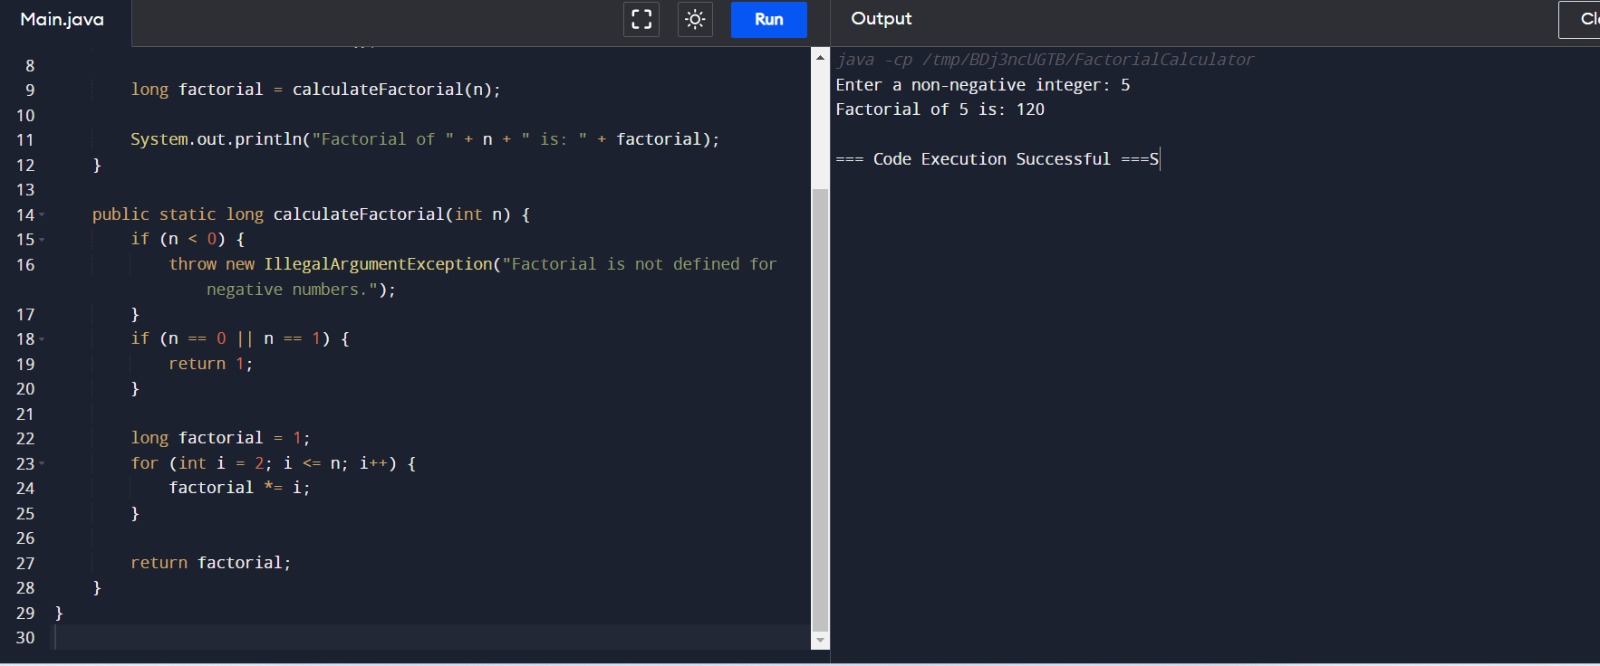 Main.java
Run
Output
8
9 long factorial = calculateFactorial(n);
10
11 System.out.println("Factorial of " + n + " is: " + factorial);
12 }
13
14 public static long calculateFactorial(int n) {
15 if (n < 0) {
16 throw new IllegalArgumentException("Factorial is not defined for
negative numbers.");
17 }
18 if (n == 0 || n == 1) {
19 return 1;
20 }
21
22 long factorial = 1;
23 for (int i = 2; i <= n; i++) {
24 factorial *= i;
25 }
26
27 return factorial;
28 }
29 }
30
java -cp /tmp/BDj3ncUGTB/FactorialCalculator
Enter a non-negative integer: 5
Factorial of 5 is: 120
=== Code Execution Successful ===S